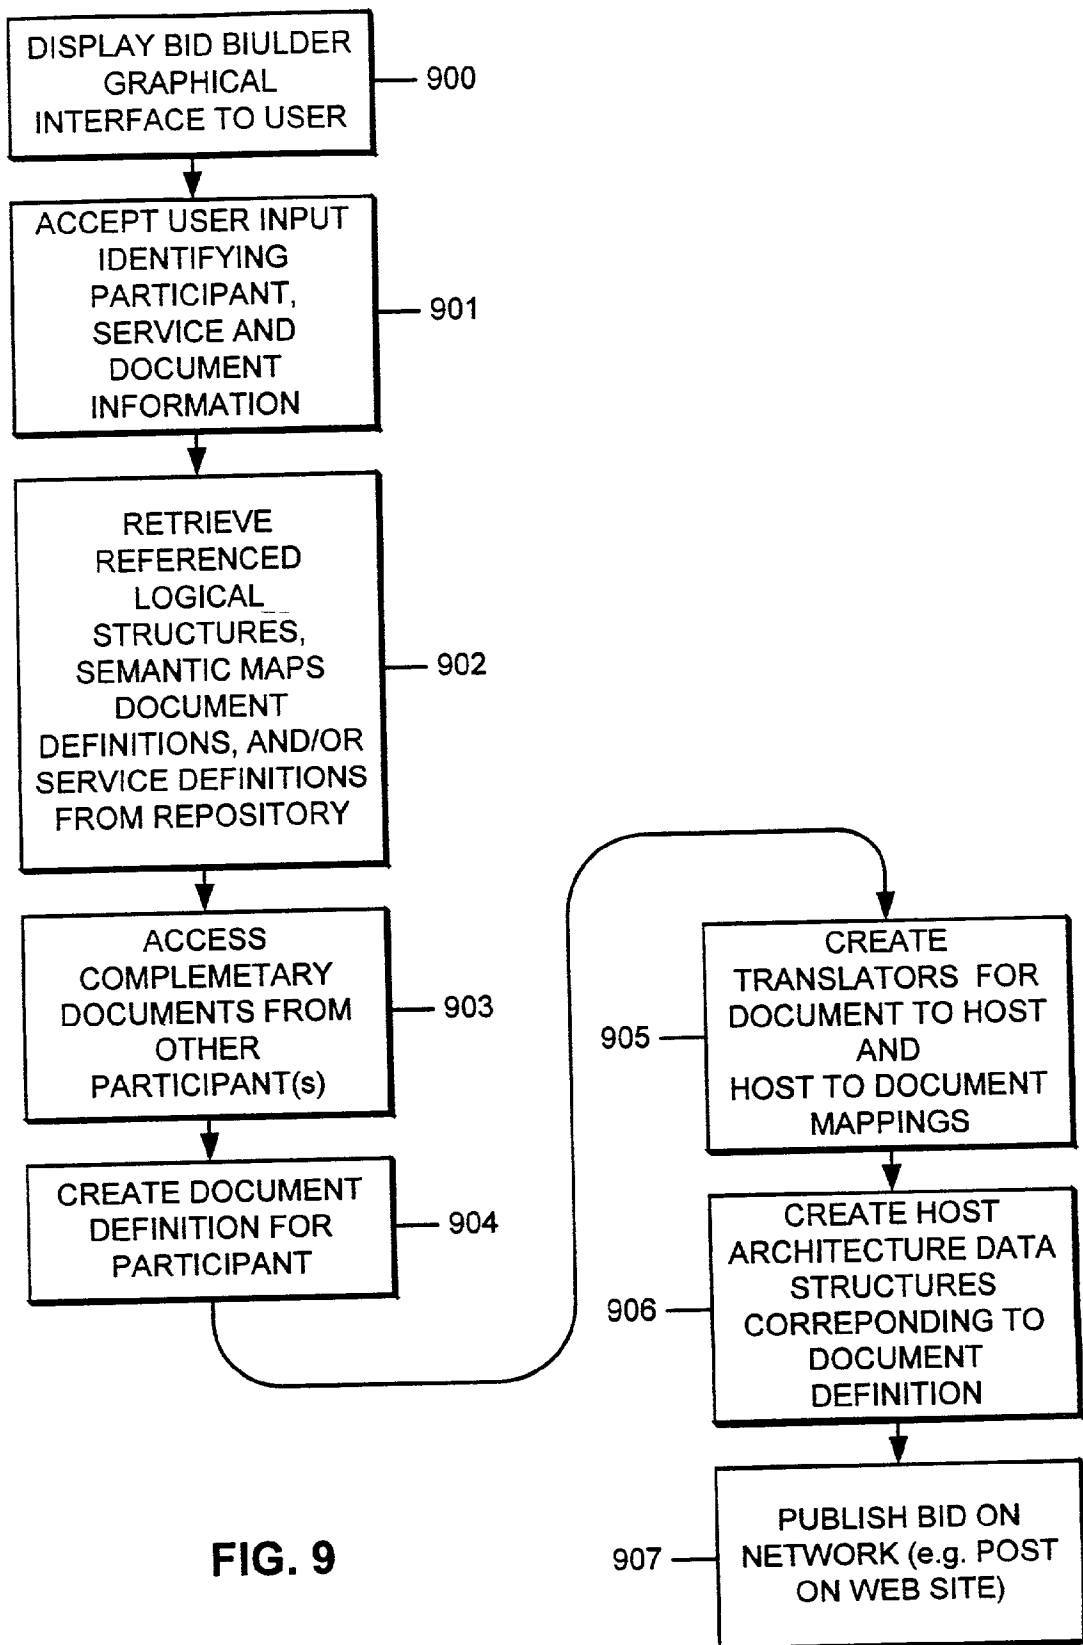 DISPLAY BID BIULDER
GRAPHICAL
INTERFACE TO USER
900
ACCEPT USER INPUT
IDENTIFYING
PARTICIPANT,
SERVICE AND
DOCUMENT
INFORMATION
901
RETRIEVE
REFERENCED
LOGICAL
STRUCTURES,
SEMANTIC MAPS
DOCUMENT
DEFINITIONS, AND/OR
SERVICE DEFINITIONS
FROM REPOSITORY
902
ACCESS
COMPLEMETARY
DOCUMENTS FROM
OTHER
PARTICIPANT(s)
903
CREATE DOCUMENT
DEFINITION FOR
PARTICIPANT
904
CREATE
TRANSLATORS FOR
DOCUMENT TO HOST
AND
HOST TO DOCUMENT
MAPPINGS
905
CREATE HOST
ARCHITECTURE DATA
STRUCTURES
CORREPONDING TO
DOCUMENT
DEFINITION
906
PUBLISH BID ON
NETWORK (e.g. POST
ON WEB SITE)
907
FIG. 9